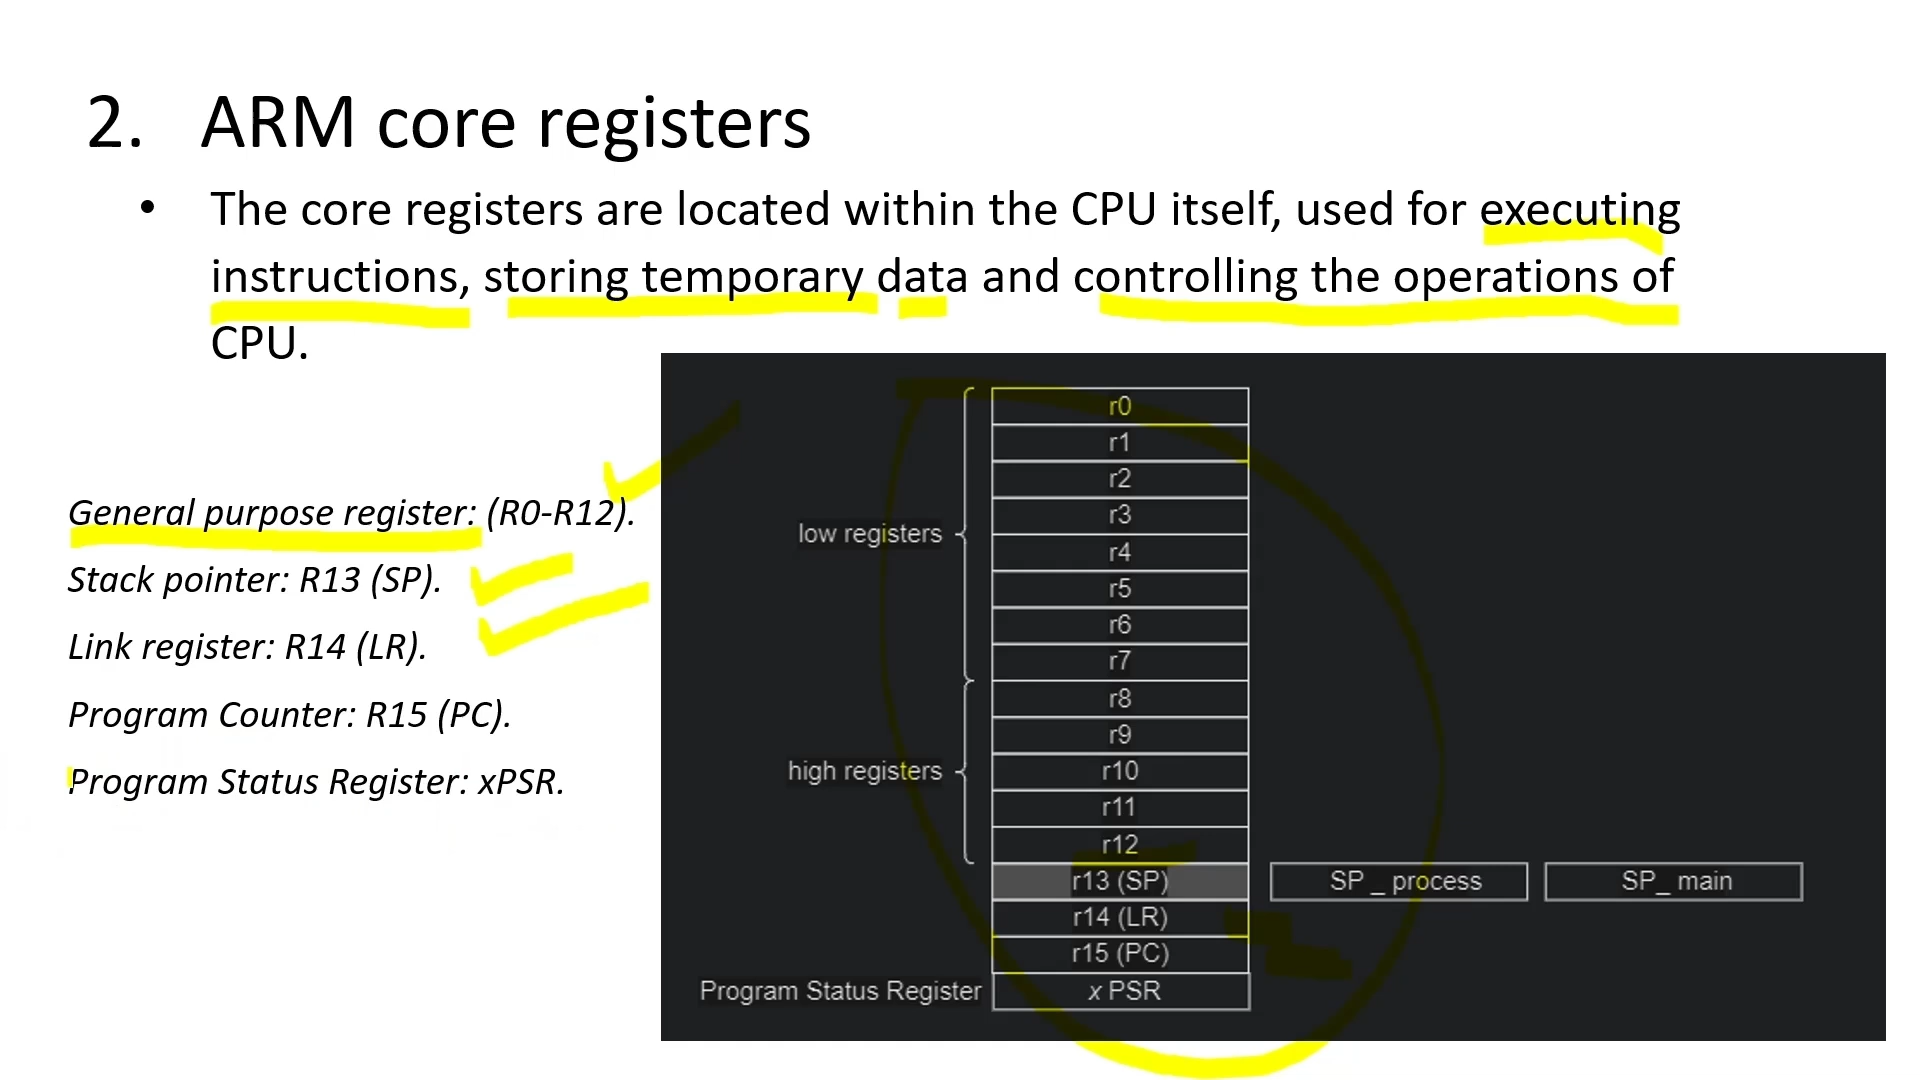 2. ARM core registers
• The core registers are located within the CPU itself, used for executing
instructions, storing temporary data and controlling the operations of
CPU.
General purpose register: (R0-R12).
Stack pointer: R13 (SP).
Link register: R14 (LR).
Program Counter: R15 (PC).
Program Status Register: xPSR.
r0
r1
r2
r3
low registers
r4
r5
r6
r7
r8
r9
high registers
r10
r11
r12
r13 (SP)
SP _ process
SP_ main
r14 (LR)
r15 (PC)
Program Status Register
x PSR